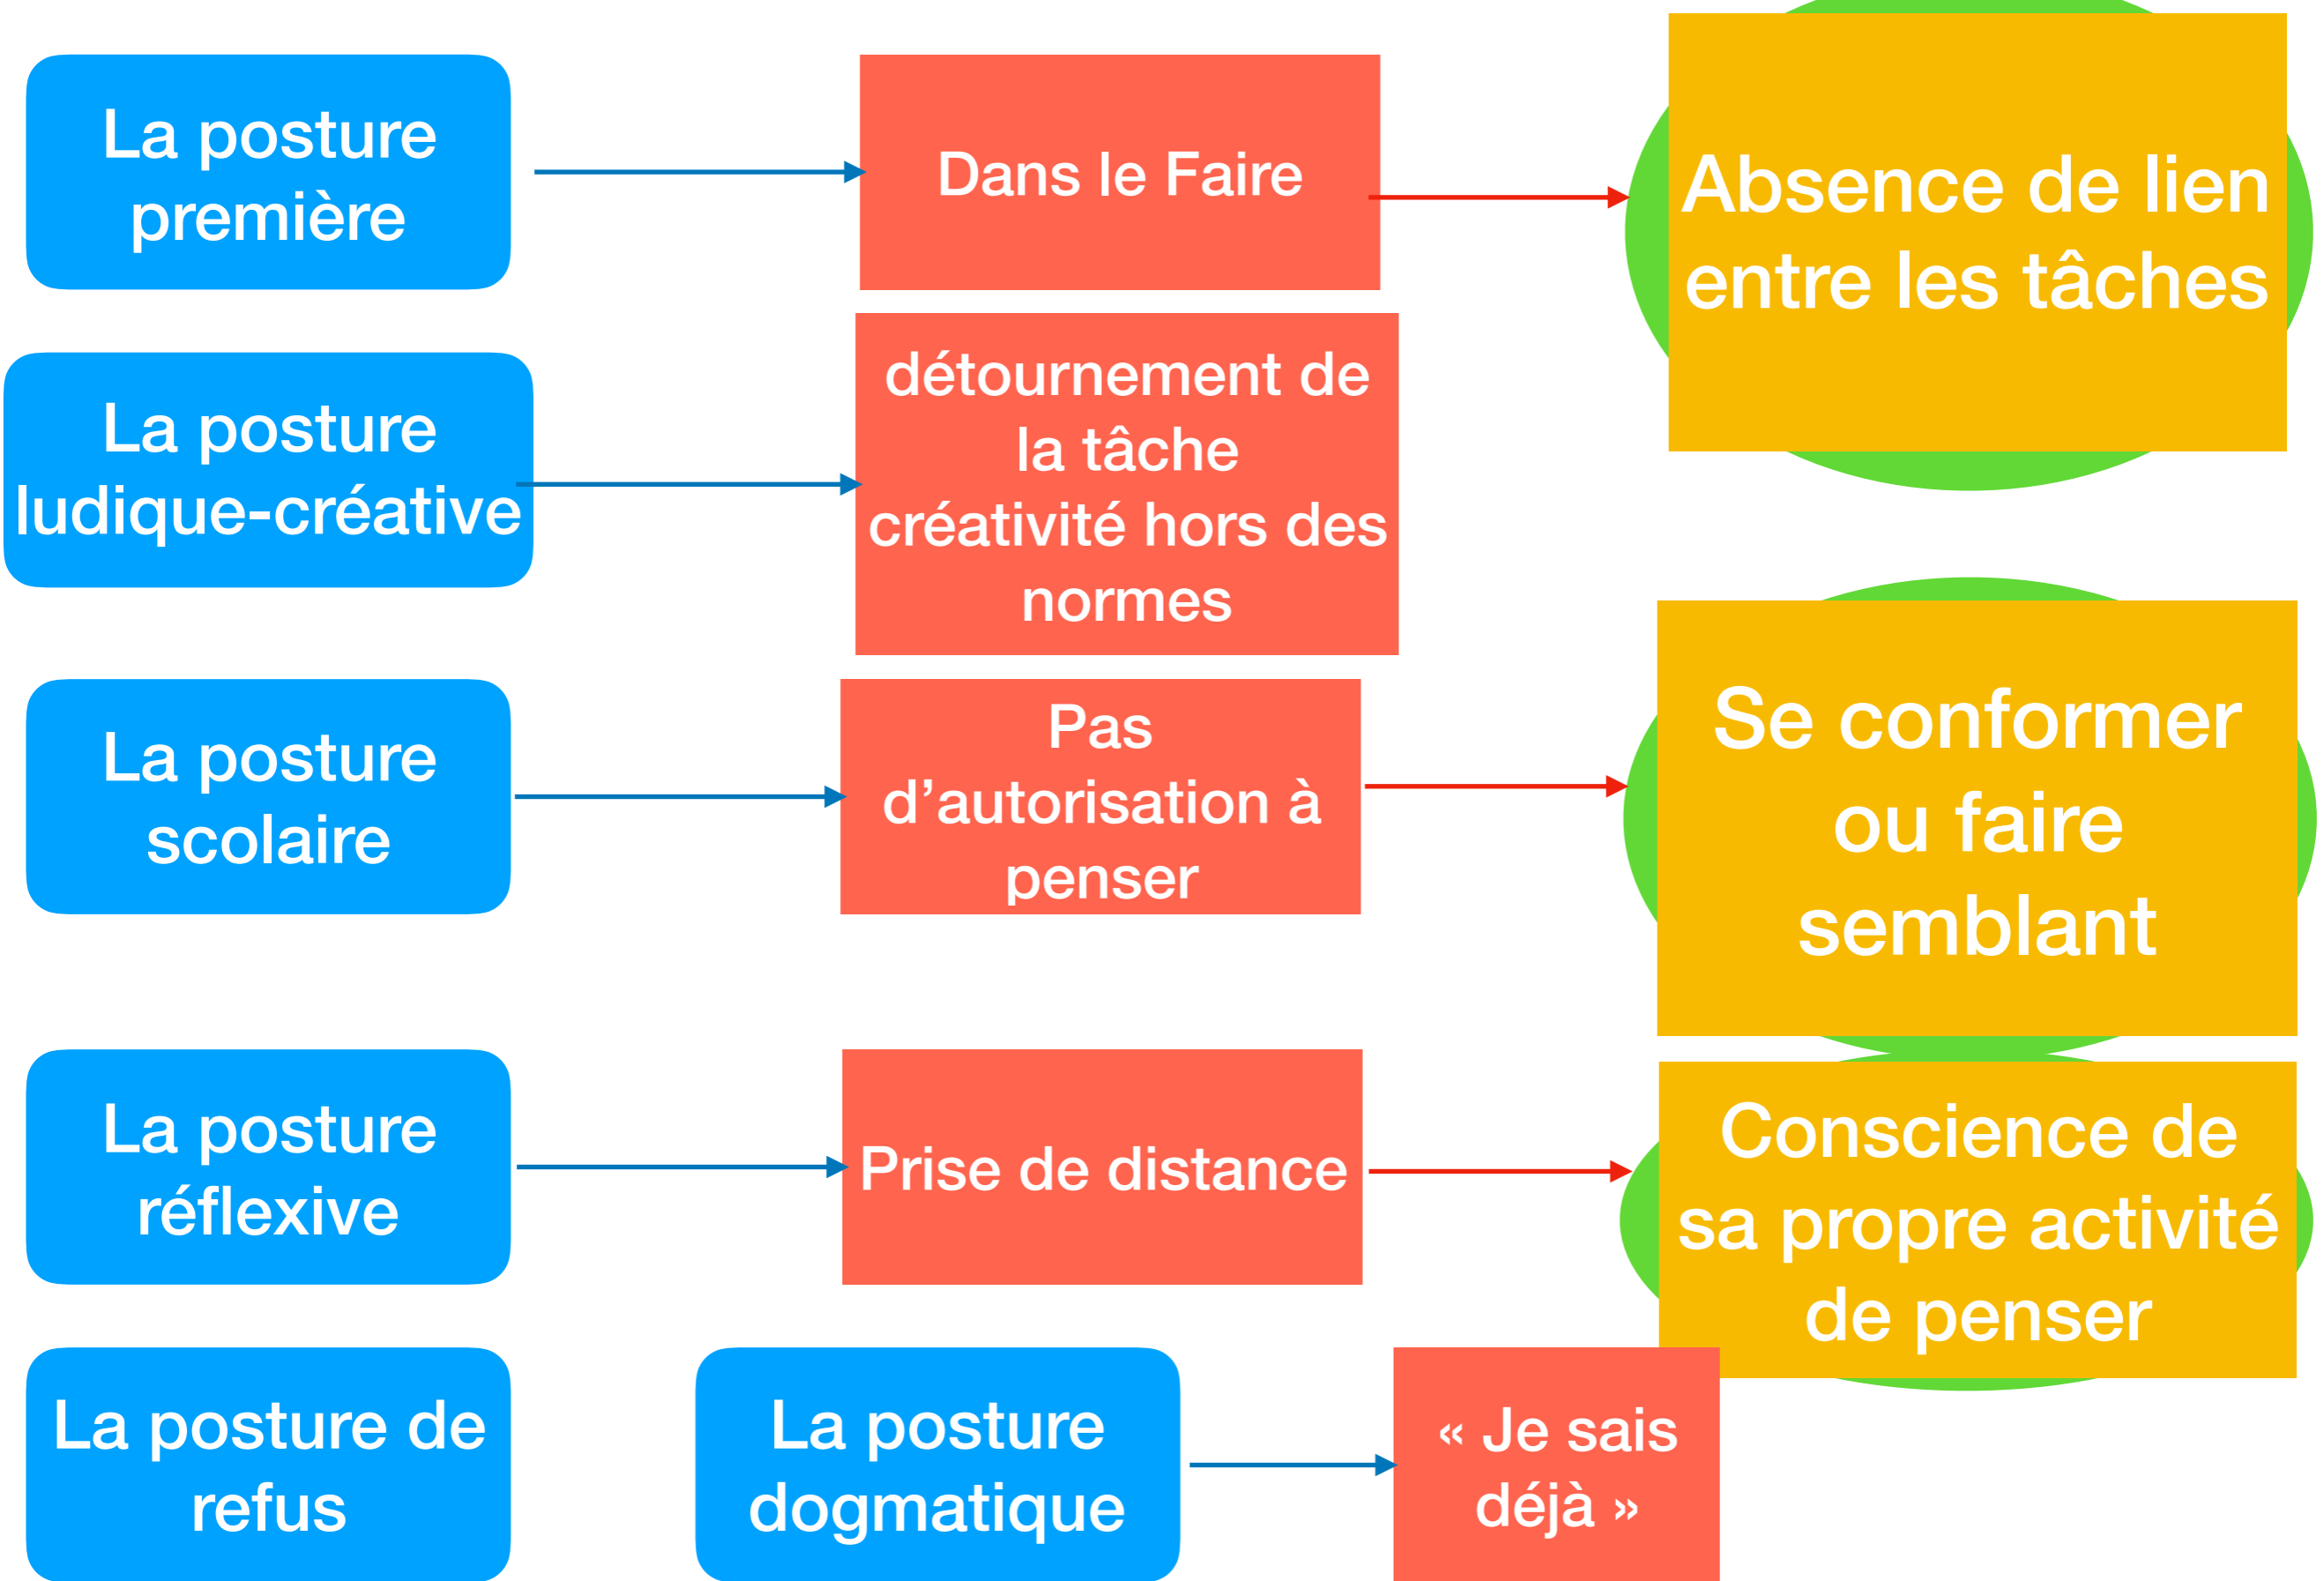 La posture
première
Dans le Faire
Absence de lien
entre les tâches
La posture
ludique-créative
détournement de
la tâche
créativité hors des
normes
La posture
scolaire
Pas
d’autorisation à
penser
Se conformer
ou faire
semblant
La posture
réflexive
Prise de distance
Conscience de
sa propre activité
de penser
La posture de
refus
La posture
dogmatique
« Je sais
déjà »